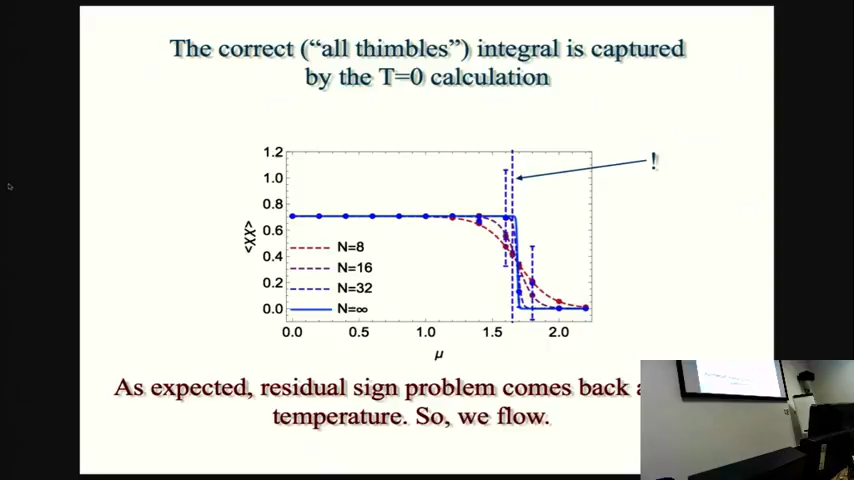 The correct (“all thimbles”) integral is captured
by the T=0 calculation
1.2
1.0
0.8
0.6
0.4
0.2
0.0
<χχ>
!
N=8
N=16
N=32
N=∞
0.0 0.5 1.0 1.5 2.0
μ
As expected, residual sign problem comes back
temperature. So, we flow.